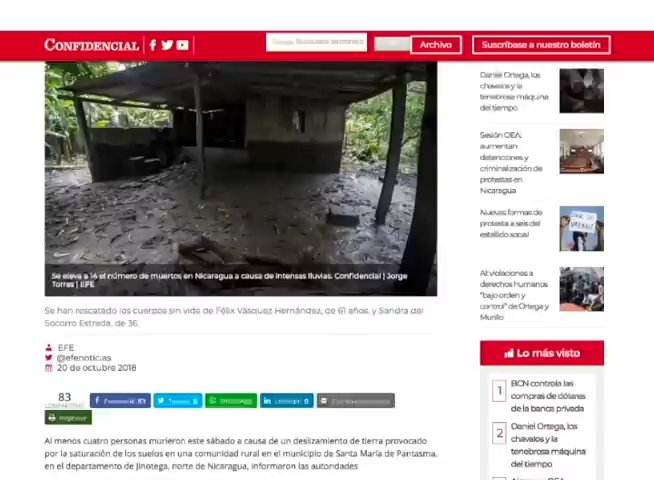 CONFIDENCIAL
Archivo
Suscríbase a nuestro boletín
Se eleva a 14 el número de muertos en Nicaragua a causa de intensas lluvias. Confidencial | Jorge
Torres | EFE
Se han rescatado los cuerpos sin vida de Félix Vásquez Hernández, de 61 años, y Sandra del
Socorro Estreda, de 36.
EFE
@efenoticias
20 de octubre 2018
83
Imprimir
Al menos cuatro personas murieron este sábado a causa de un deslizamiento de tierra provocado
por la saturación de los suelos en una comunidad rural en el municipio de Santa María de Pantasma,
en el departamento de Jinotega, norte de Nicaragua, informaron las autoridades
Daniel Ortega, los
chavalos y la
tenebrosa máquina
del tiempo
Sesión OEA:
aumentan
detenciones y
criminalización de
protestas en
Nicaragua
Nuevas formas de
protesta a seis del
estallido social
AI: violaciones a
derechos humanos
"bajo orden y
control" de Ortega y
Murillo
Lo más visto
1
BCN controla las
compras de dólares
de la banca privada
2
Daniel Ortega, los
chavalos y la
tenebrosa máquina
del tiempo